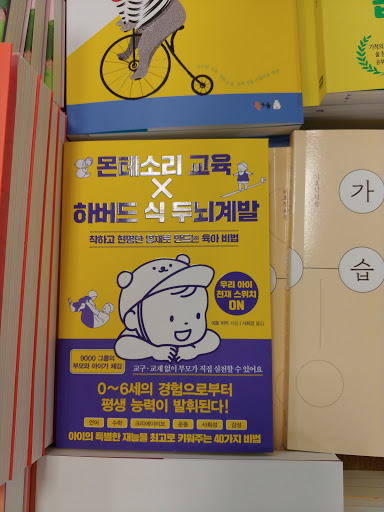 몬테소리 교육
×
하버드 식 두뇌계발
착하고 현명한 영재로 만드는 육아 비법
우리 아이
천재 스위치
ON
9000 그룹의
부모와 아이가 체감
교구·교계 없이 부모가 직접 실천할 수 있어요
0~6세의 경험으로부터
평생 능력이 발휘된다!
언어 수학 크리에이티브 운동 사회성 감성
아이의 특별한 재능을 최고로 키워주는 40가지 비법
가
습